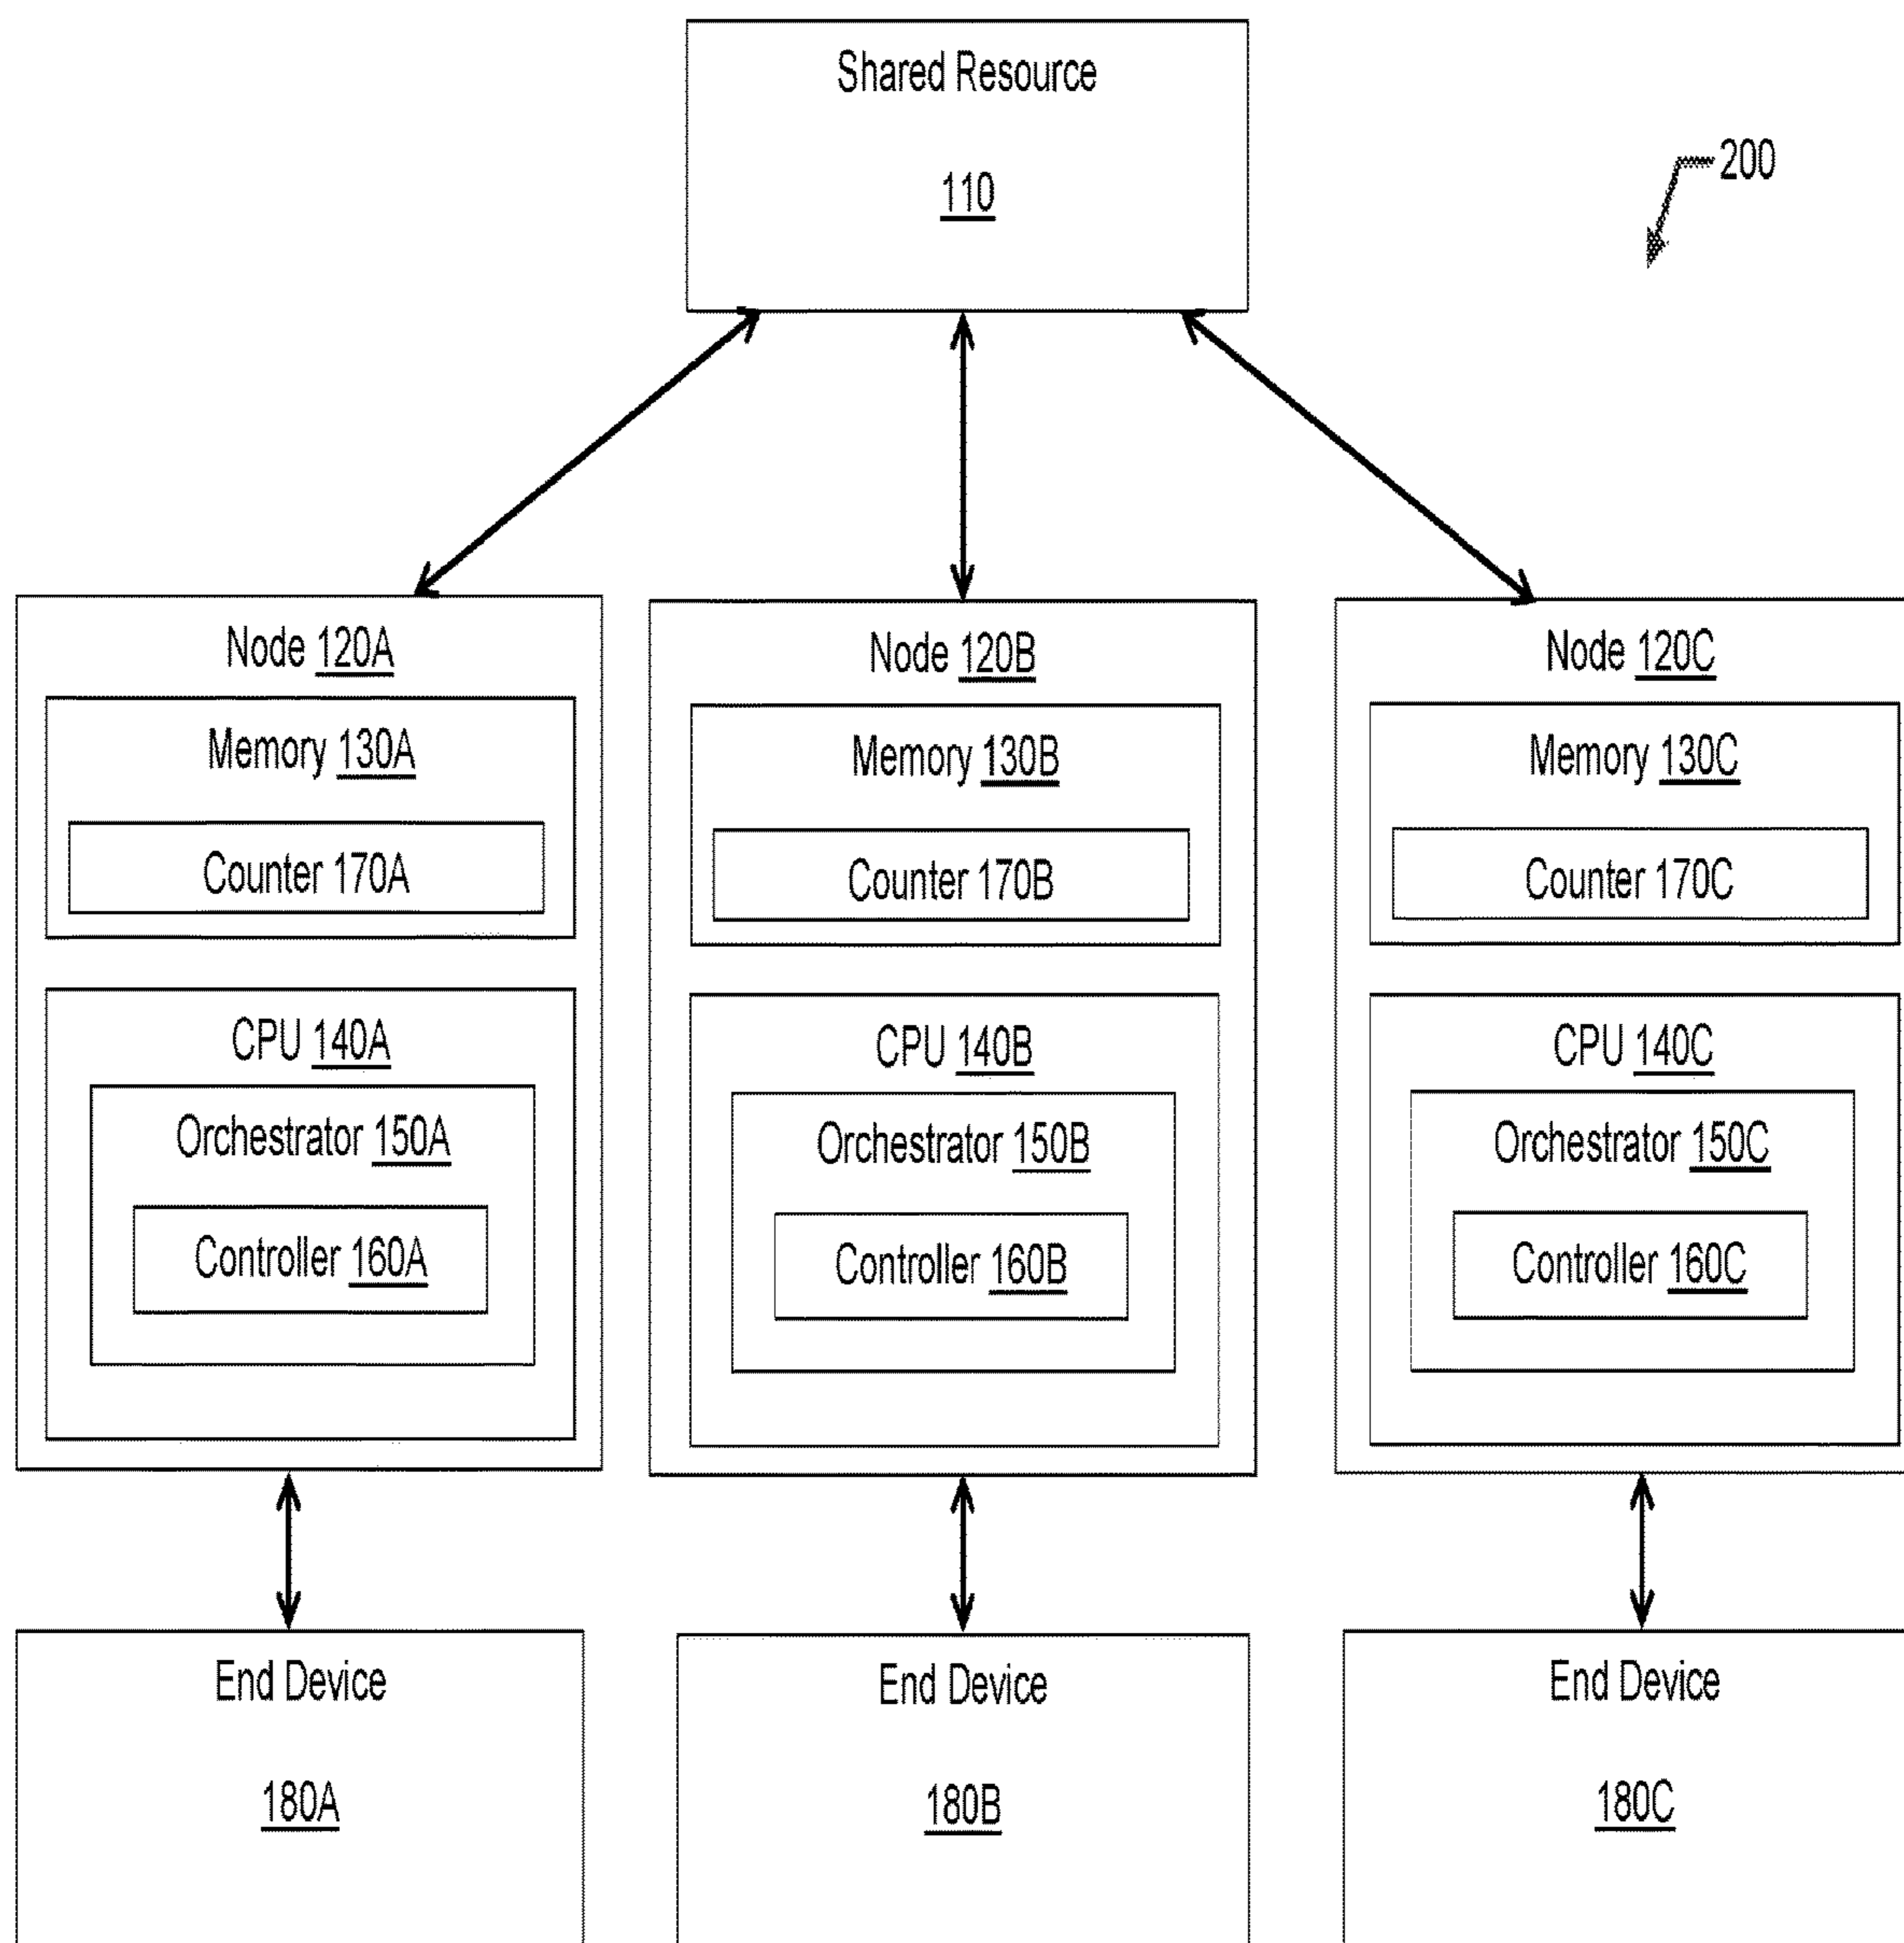 Shared Resource
110
200
Node 120A
Memory 130A
Counter 170A
CPU 140A
Orchestrator 150A
Controller 160A
Node 120B
Memory 130B
Counter 170B
CPU 140B
Orchestrator 150B
Controller 160B
Node 120C
Memory 130C
Counter 170C
CPU 140C
Orchestrator 150C
Controller 160C
End Device
180A
End Device
180B
End Device
180C